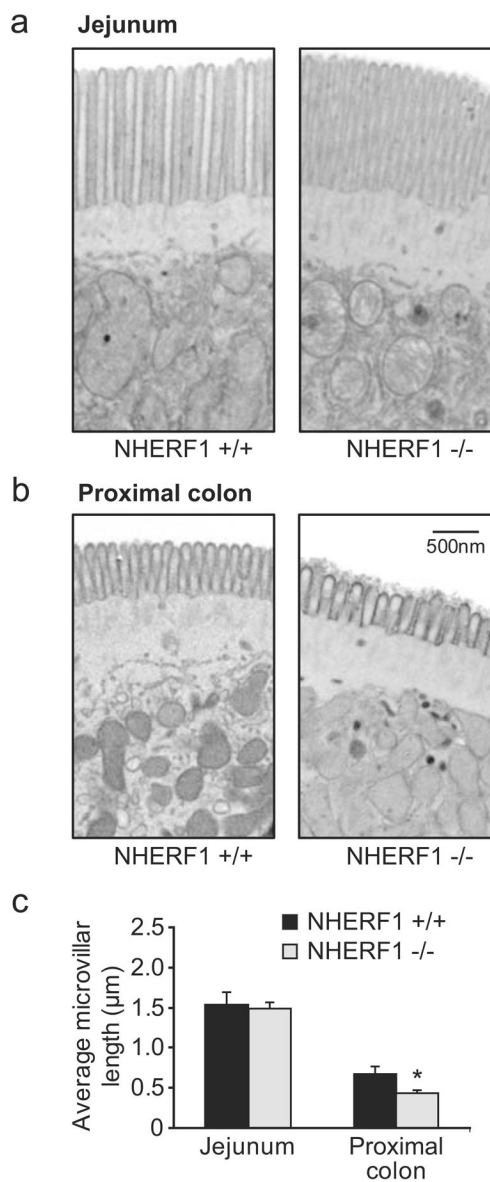 a Jejunum
NHERF1 +/+ NHERF1 -/-
b Proximal colon
500nm
NHERF1 +/+ NHERF1 -/-
c
NHERF1 +/+
NHERF1 -/-
Average microvillar
length (µm)
2.5
2.0
1.5
1.0
0.5
0
*
Jejunum Proximal
colon